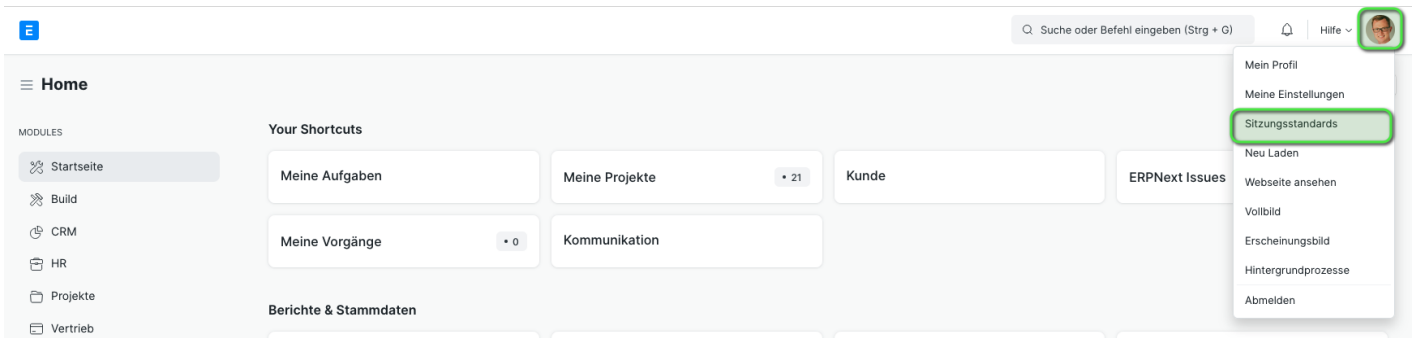 E
Suche oder Befehl eingeben (Strg + G)
Hilfe
Home
MODULES
Startseite
Build
CRM
HR
Projekte
Vertrieb
Your Shortcuts
Meine Aufgaben
Meine Projekte
• 21
Kunde
ERPNext Issues
Meine Vorgänge
• 0
Kommunikation
Berichte & Stammdaten
Mein Profil
Meine Einstellungen
Sitzungsstandards
Neu Laden
Webseite ansehen
Vollbild
Erscheinungsbild
Hintergrundprozesse
Abmelden